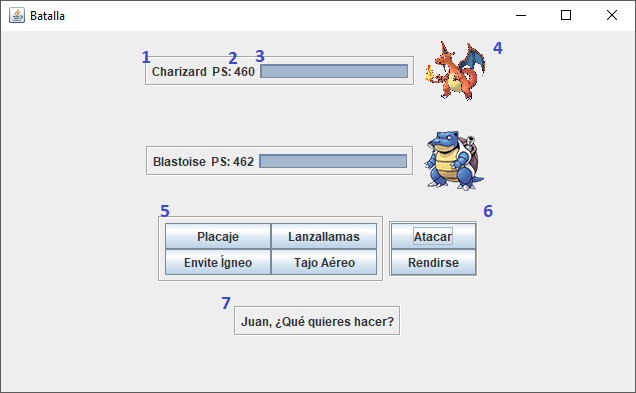 Batalla
1 2 3 4
Charizard PS: 460
Blastoise PS: 462
5 6
Placaje Lanzallamas Atacar
Envite Ígneo Tajo Aéreo Rendirse
7
Juan, ¿Qué quieres hacer?